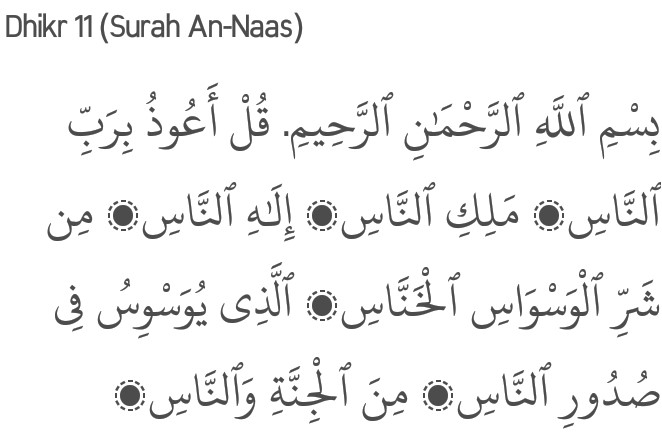 Dhikr 11 (Surah An-Naas)
بِسْمِ ٱللَّهِ ٱلرَّحْمَـٰنِ ٱلرَّحِيمِ. قُلْ أَعُوذُ بِرَبِّ
ٱلنَّاسِ۝ مَلِكِ ٱلنَّاسِ۝ إِلَـٰهِ ٱلنَّاسِ۝ مِن
شَرِّ ٱلْوَسْوَاسِ ٱلْخَنَّاسِ۝ ٱلَّذِى يُوَسْوِسُ فِى
صُدُورِ ٱلنَّاسِ۝ مِنَ ٱلْجِنَّةِ وَٱلنَّاسِ۝